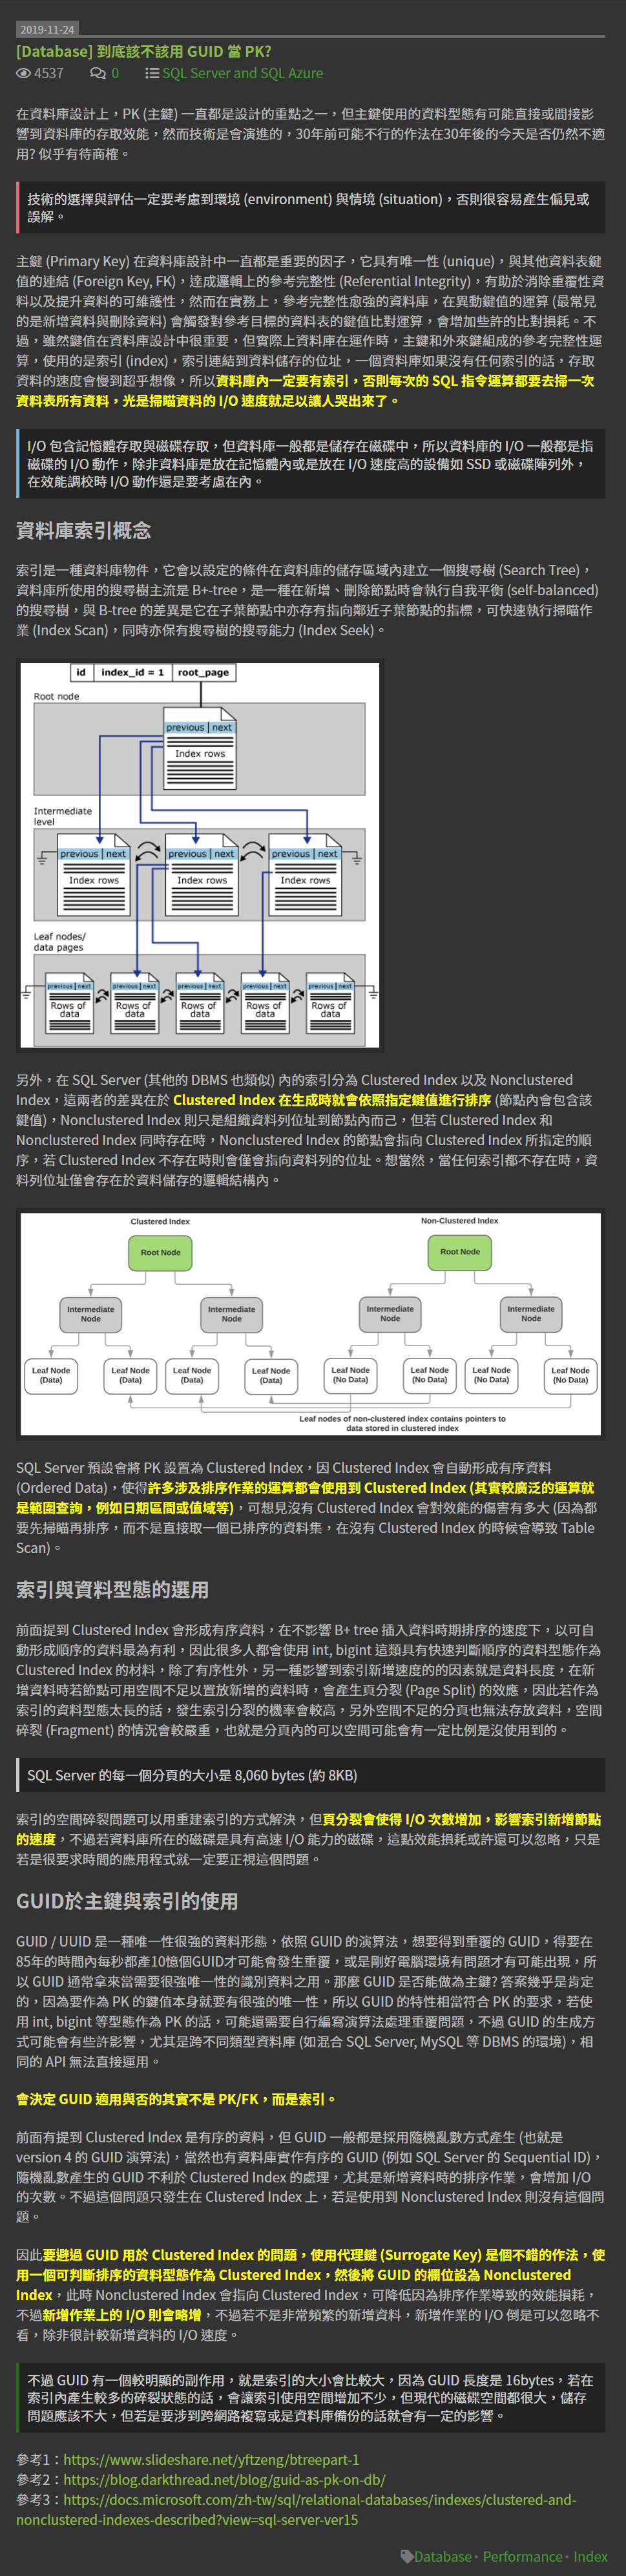 2019-11-24
[Database] 到底該不該用 GUID 當 PK?
4537 0 SQL Server and SQL Azure
在資料庫設計上，PK (主鍵) 一直都是設計的重點之一，但主鍵使用的資料型態有可能直接或間接影
響到資料庫的存取效能，然而技術是會演進的，30年前可能不行的作法在30年後的今天是否仍然不適
用? 似乎有待商榷。
技術的選擇與評估一定要考慮到環境 (environment) 與情境 (situation)，否則很容易產生偏見或
誤解。
主鍵 (Primary Key) 在資料庫設計中一直都是重要的因子，它具有唯一性 (unique)，與其他資料表鍵
值的連結 (Foreign Key, FK)，達成邏輯上的參考完整性 (Referential Integrity)，有助於消除重覆性資
料以及提升資料的可維護性，然而在實務上，參考完整性愈強的資料庫，在異動鍵值的運算 (最常見
的是新增資料與刪除資料) 會觸發對參考目標的資料表的鍵值比對運算，會增加些許的比對損耗。不
過，雖然鍵值在資料庫設計中很重要，但實際上資料庫在運作時，主鍵和外來鍵組成的參考完整性運
算，使用的是索引 (index)，索引連結到資料儲存的位址，一個資料庫如果沒有任何索引的話，存取
資料的速度會慢到超乎想像，所以資料庫內一定要有索引，否則每次的 SQL 指令運算都要去掃一次
資料表所有資料，光是掃瞄資料的 I/O 速度就足以讓人哭出來了。
I/O 包含記憶體存取與磁碟存取，但資料庫一般都是儲存在磁碟中，所以資料庫的 I/O 一般都是指
磁碟的 I/O 動作，除非資料庫是放在記憶體內或是放在 I/O 速度高的設備如 SSD 或磁碟陣列外，
在效能調校時 I/O 動作還是要考慮在內。
資料庫索引概念
索引是一種資料庫物件，它會以設定的條件在資料庫的儲存區域內建立一個搜尋樹 (Search Tree)，
資料庫所使用的搜尋樹主流是 B+-tree，是一種在新增、刪除節點時會執行自我平衡 (self-balanced)
的搜尋樹，與 B-tree 的差異是它在子葉節點中亦存有指向鄰近子葉節點的指標，可快速執行掃瞄作
業 (Index Scan)，同時亦保有搜尋樹的搜尋能力 (Index Seek)。
id index_id = 1 root_page
Root node
previous | next
Index rows
Intermediate
level
previous | next previous | next previous | next
Index rows Index rows Index rows
Leaf nodes/
data pages
previous | next previous | next previous | next previous | next previous | next
Rows of Rows of Rows of Rows of Rows of
data data data data data
另外，在 SQL Server (其他的 DBMS 也類似) 內的索引分為 Clustered Index 以及 Nonclustered
Index，這兩者的差異在於 Clustered Index 在生成時就會依照指定鍵值進行排序 (節點內會包含該
鍵值)，Nonclustered Index 則只是組織資料列位址到節點內而己，但若 Clustered Index 和
Nonclustered Index 同時存在時，Nonclustered Index 的節點會指向 Clustered Index 所指定的順
序，若 Clustered Index 不存在時則會僅會指向資料列的位址。想當然，當任何索引都不存在時，資
料列位址僅會存在於資料儲存的邏輯結構內。
Clustered Index Non-Clustered Index
Root Node Root Node
Intermediate Intermediate Intermediate Intermediate
Node Node Node Node
Leaf Node Leaf Node Leaf Node Leaf Node Leaf Node Leaf Node Leaf Node Leaf Node
(Data) (Data) (Data) (Data) (No Data) (No Data) (No Data) (No Data)
Leaf nodes of non-clustered index contains pointers to
data stored in clustered index
SQL Server 預設會將 PK 設置為 Clustered Index，因 Clustered Index 會自動形成有序資料
(Ordered Data)，使得許多涉及排序作業的運算都會使用到 Clustered Index (其實較廣泛的運算就
是範圍查詢，例如日期區間或值域等)，可想見沒有 Clustered Index 會對效能的傷害有多大 (因為都
要先掃瞄再排序，而不是直接取一個已排序的資料集，在沒有 Clustered Index 的時候會導致 Table
Scan)。
索引與資料型態的選用
前面提到 Clustered Index 會形成有序資料，在不影響 B+ tree 插入資料時期排序的速度下，以可自
動形成順序的資料最為有利，因此很多人都會使用 int, bigint 這類具有快速判斷順序的資料型態作為
Clustered Index 的材料，除了有序性外，另一種影響到索引新增速度的的因素就是資料長度，在新
增資料時若節點可用空間不足以置放新增的資料時，會產生頁分裂 (Page Split) 的效應，因此若作為
索引的資料型態太長的話，發生索引分裂的機率會較高，另外空間不足的分頁也無法存放資料，空間
碎裂 (Fragment) 的情況會較嚴重，也就是分頁內的可以空間可能會有一定比例是沒使用到的。
SQL Server 的每一個分頁的大小是 8,060 bytes (約 8KB)
索引的空間碎裂問題可以用重建索引的方式解決，但頁分裂會使得 I/O 次數增加，影響索引新增節點
的速度，不過若資料庫所在的磁碟是具有高速 I/O 能力的磁碟，這點效能損耗或許還可以忽略，只是
若是很要求時間的應用程式就一定要正視這個問題。
GUID於主鍵與索引的使用
GUID / UUID 是一種唯一性很強的資料形態，依照 GUID 的演算法，想要得到重覆的 GUID，得要在
85年的時間內每秒都產10億個GUID才可能會發生重覆，或是剛好電腦環境有問題才有可能出現，所
以 GUID 通常拿來當需要很強唯一性的識別資料之用。那麼 GUID 是否能做為主鍵? 答案幾乎是肯定
的，因為要作為 PK 的鍵值本身就要有很強的唯一性，所以 GUID 的特性相當符合 PK 的要求，若使
用 int, bigint 等型態作為 PK 的話，可能還需要自行編寫演算法處理重覆問題，不過 GUID 的生成方
式可能會有些許影響，尤其是跨不同類型資料庫 (如混合 SQL Server, MySQL 等 DBMS 的環境)，相
同的 API 無法直接運用。
會決定 GUID 適用與否的其實不是 PK/FK，而是索引。
前面有提到 Clustered Index 是有序的資料，但 GUID 一般都是採用隨機亂數方式產生 (也就是
version 4 的 GUID 演算法)，當然也有資料庫實作有序的 GUID (例如 SQL Server 的 Sequential ID)，
隨機亂數產生的 GUID 不利於 Clustered Index 的處理，尤其是新增資料時的排序作業，會增加 I/O
的次數。不過這個問題只發生在 Clustered Index 上，若是使用到 Nonclustered Index 則沒有這個問
題。
因此要避過 GUID 用於 Clustered Index 的問題，使用代理鍵 (Surrogate Key) 是個不錯的作法，使
用一個可判斷排序的資料型態作為 Clustered Index，然後將 GUID 的欄位設為 Nonclustered
Index，此時 Nonclustered Index 會指向 Clustered Index，可降低因為排序作業導致的效能損耗，
不過新增作業上的 I/O 則會略增，不過若不是非常頻繁的新增資料，新增作業的 I/O 倒是可以忽略不
看，除非很計較新增資料的 I/O 速度。
不過 GUID 有一個較明顯的副作用，就是索引的大小會比較大，因為 GUID 長度是 16bytes，若在
索引內產生較多的碎裂狀態的話，會讓索引使用空間增加不少，但現代的磁碟空間都很大，儲存
問題應該不大，但若是要涉到跨網路複寫或是資料庫備份的話就會有一定的影響。
參考1：https://www.slideshare.net/yftzeng/btreepart-1
參考2：https://blog.darkthread.net/blog/guid-as-pk-on-db/
參考3：https://docs.microsoft.com/zh-tw/sql/relational-databases/indexes/clustered-and-
nonclustered-indexes-described?view=sql-server-ver15
Database· Performance· Index